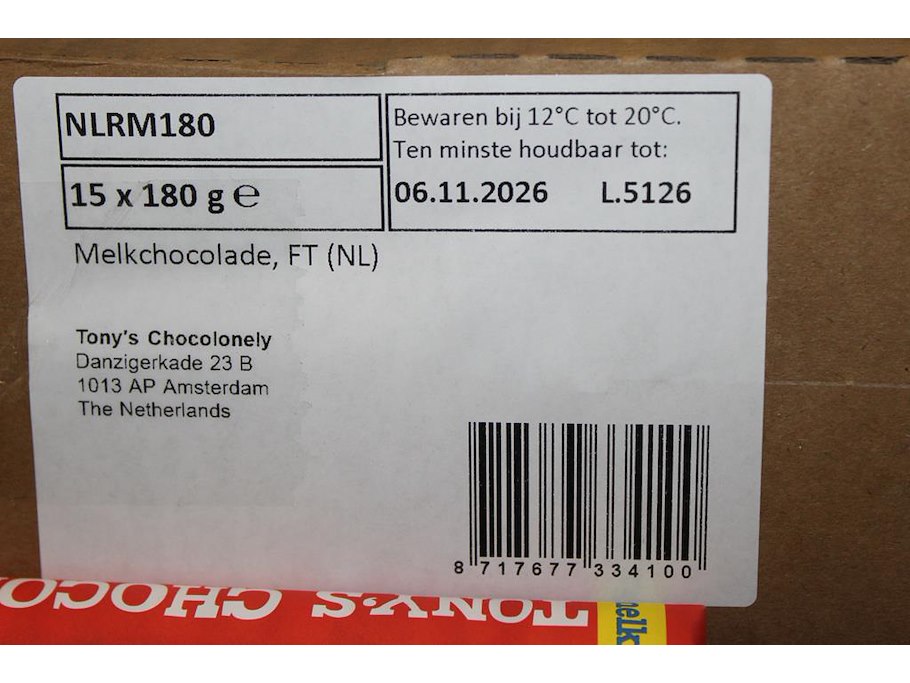 NLRM180
15 x 180 g ℮
Bewaren bij 12°C tot 20°C.
Ten minste houdbaar tot:
06.11.2026 L.5126
Melkchocolade, FT (NL)
Tony's Chocolonely
Danzigerkade 23 B
1013 AP Amsterdam
The Netherlands
8 717677 334100
TONY'S CHOCO
melk